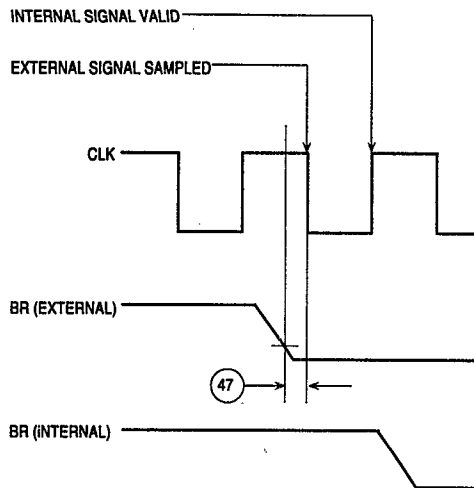 INTERNAL SIGNAL VALID
EXTERNAL SIGNAL SAMPLED
CLK
BR (EXTERNAL)
47
BR (iNTERNAL)